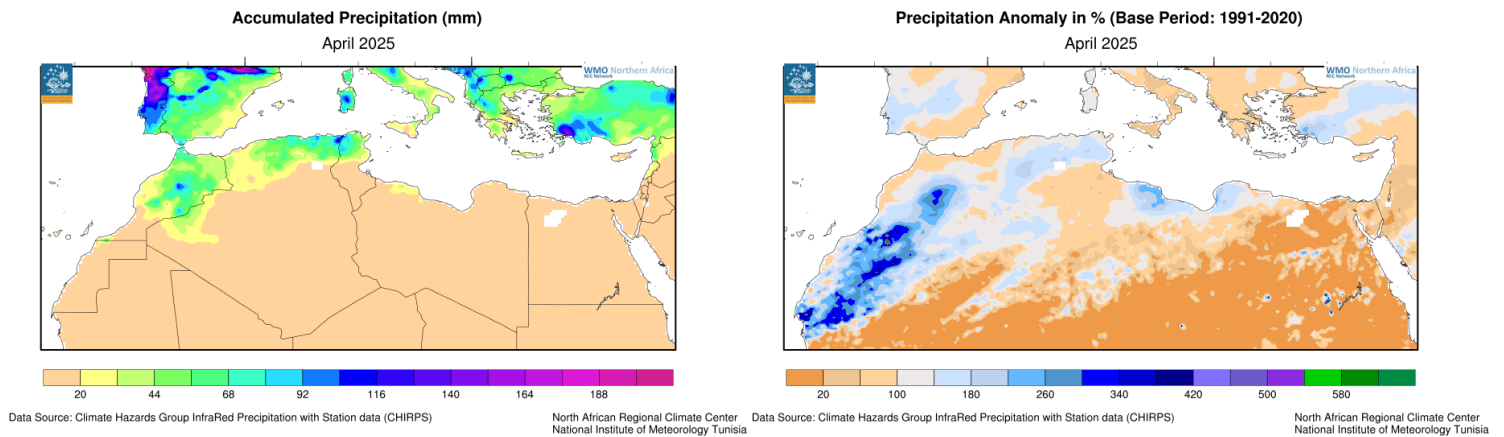 Accumulated Precipitation (mm)
April 2025
WMO Northern Africa
RCC Network
20 44 68 92 116 140 164 188
Data Source: Climate Hazards Group InfraRed Precipitation with Station data (CHIRPS)
North African Regional Climate Center
National Institute of Meteorology Tunisia
Precipitation Anomaly in % (Base Period: 1991-2020)
April 2025
WMO Northern Africa
RCC Network
20 100 180 260 340 420 500 580
Data Source: Climate Hazards Group InfraRed Precipitation with Station data (CHIRPS)
North African Regional Climate Center
National Institute of Meteorology Tunisia